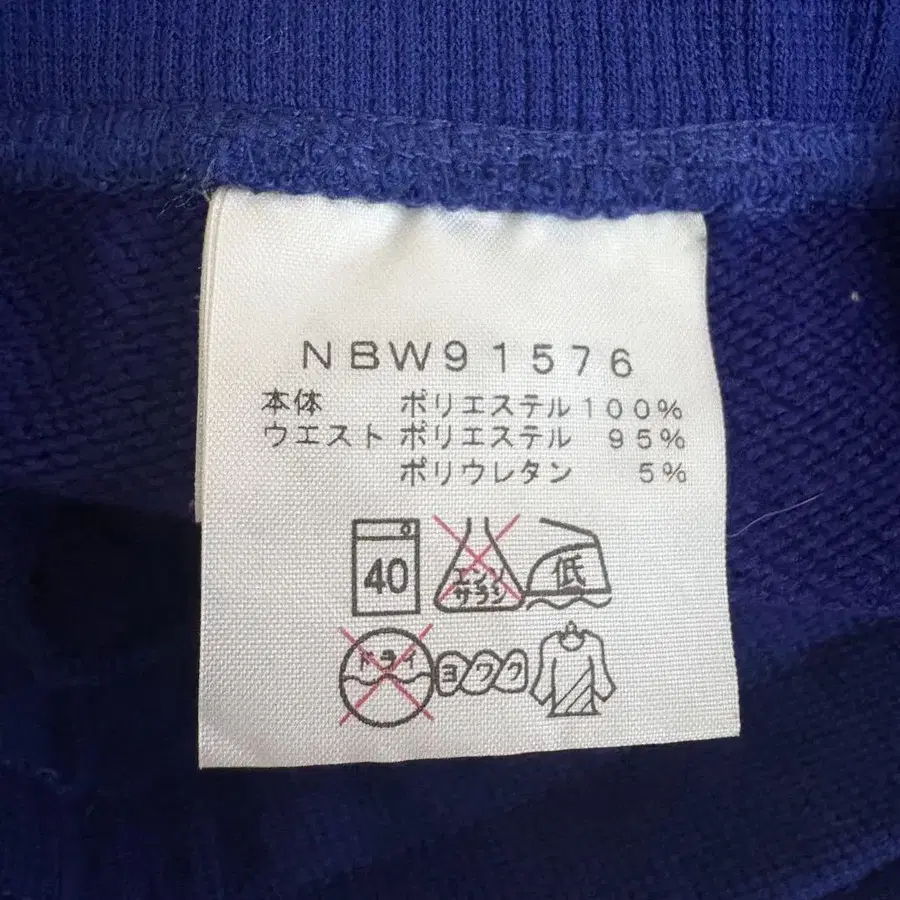 NBW91576
本体 ポリエステル100%
ウエスト ポリエステル 95%
ポリウレタン 5%
40
エンソ
サラシ
低
ドライ
ヨワク